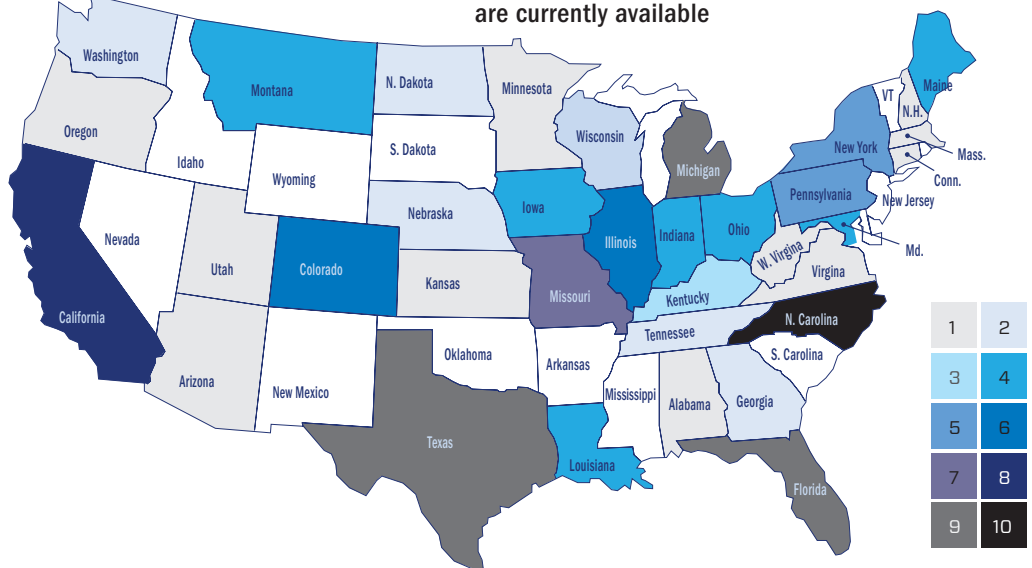 are currently available
Washington
Oregon
California
Idaho
Nevada
Montana
Wyoming
Utah
Arizona
Colorado
New Mexico
N. Dakota
S. Dakota
Nebraska
Kansas
Oklahoma
Texas
Minnesota
Iowa
Missouri
Arkansas
Louisiana
Wisconsin
Illinois
Mississippi
Michigan
Indiana
Ohio
Kentucky
Tennessee
Alabama
Georgia
Florida
S. Carolina
N. Carolina
Virgina
W. Virgina
Pennsylvania
New York
VT
N.H.
Maine
Mass.
Conn.
New Jersey
Md.
1 2
3 4
5 6
7 8
9 10